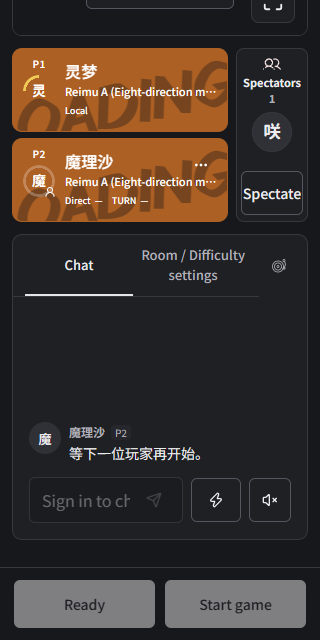 P1
灵
灵梦
Reimu A (Eight-direction m…
Local
LOADING
Spectators
1
咲
Spectate
P2
魔
魔理沙
Reimu A (Eight-direction m…
Direct — TURN —
LOADING
Chat
Room / Difficulty
settings
魔
魔理沙 P2
等下一位玩家再开始。
Sign in to ch
Ready
Start game